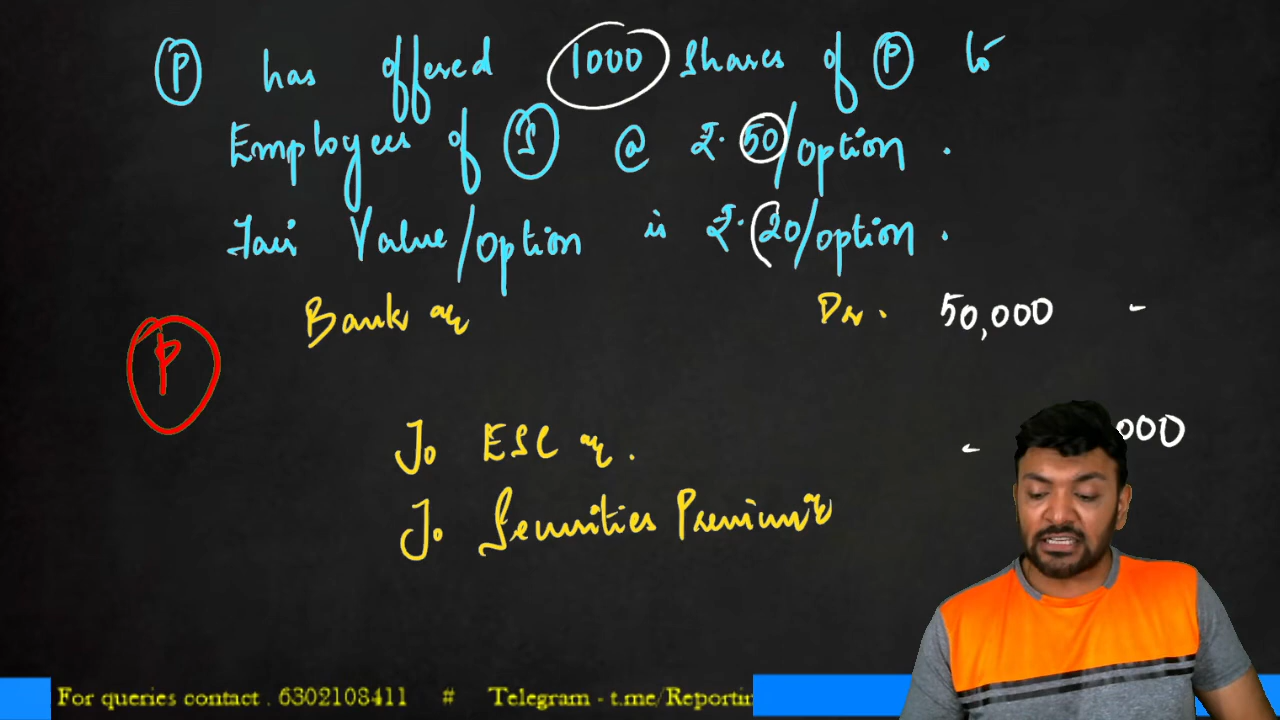 P has offered 1000 Shares of P to
Employees of S @ ₹. 50/option.
Fair Value/option is ₹. 20/option.
P Bank a/c Dr. 50,000 -
To ESC a/c. - 000
To Securities Premium a/c
For queries contact . 6302108411 # Telegram - t.me/Reportin